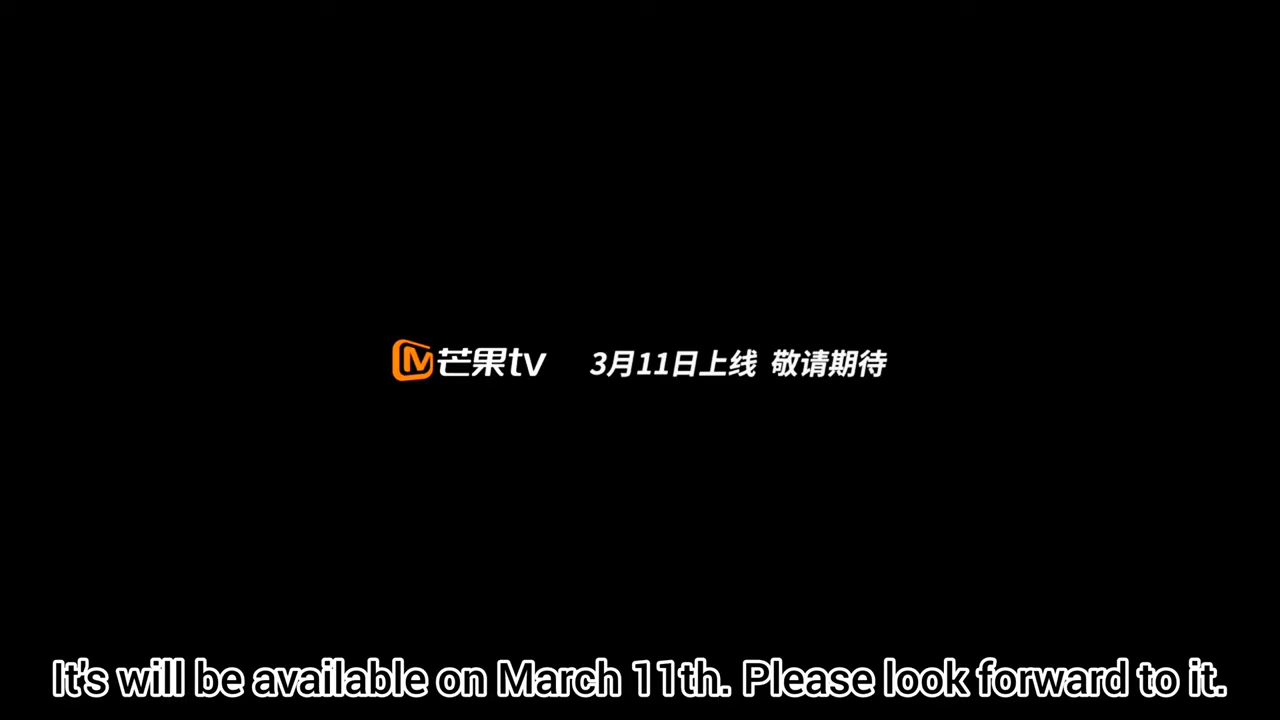 芒果tv 3月11日上线 敬请期待
It's will be available on March 11th. Please look forward to it.